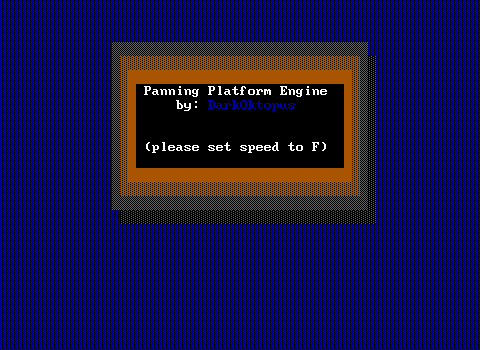 Panning Platform Engine
by: DarkOktopus
(please set speed to F)